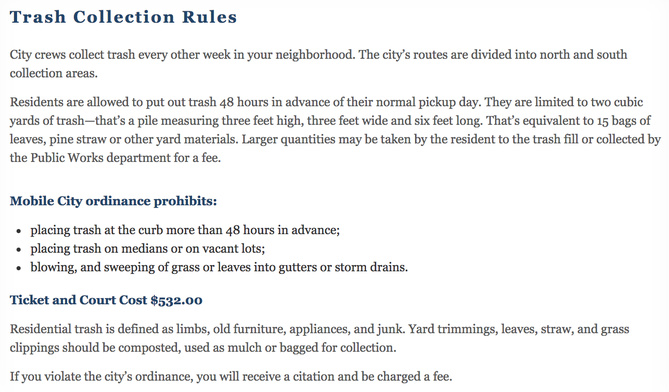 Trash Collection Rules
City crews collect trash every other week in your neighborhood. The city's routes are divided into north and south
collection areas.
Residents are allowed to put out trash 48 hours in advance of their normal pickup day. They are limited to two cubic
yards of trash—that's a pile measuring three feet high, three feet wide and six feet long. That's equivalent to 15 bags of
leaves, pine straw or other yard materials. Larger quantities may be taken by the resident to the trash fill or collected by
the Public Works department for a fee.
Mobile City ordinance prohibits:
• placing trash at the curb more than 48 hours in advance;
• placing trash on medians or on vacant lots;
• blowing, and sweeping of grass or leaves into gutters or storm drains.
Ticket and Court Cost $532.00
Residential trash is defined as limbs, old furniture, appliances, and junk. Yard trimmings, leaves, straw, and grass
clippings should be composted, used as mulch or bagged for collection.
If you violate the city's ordinance, you will receive a citation and be charged a fee.